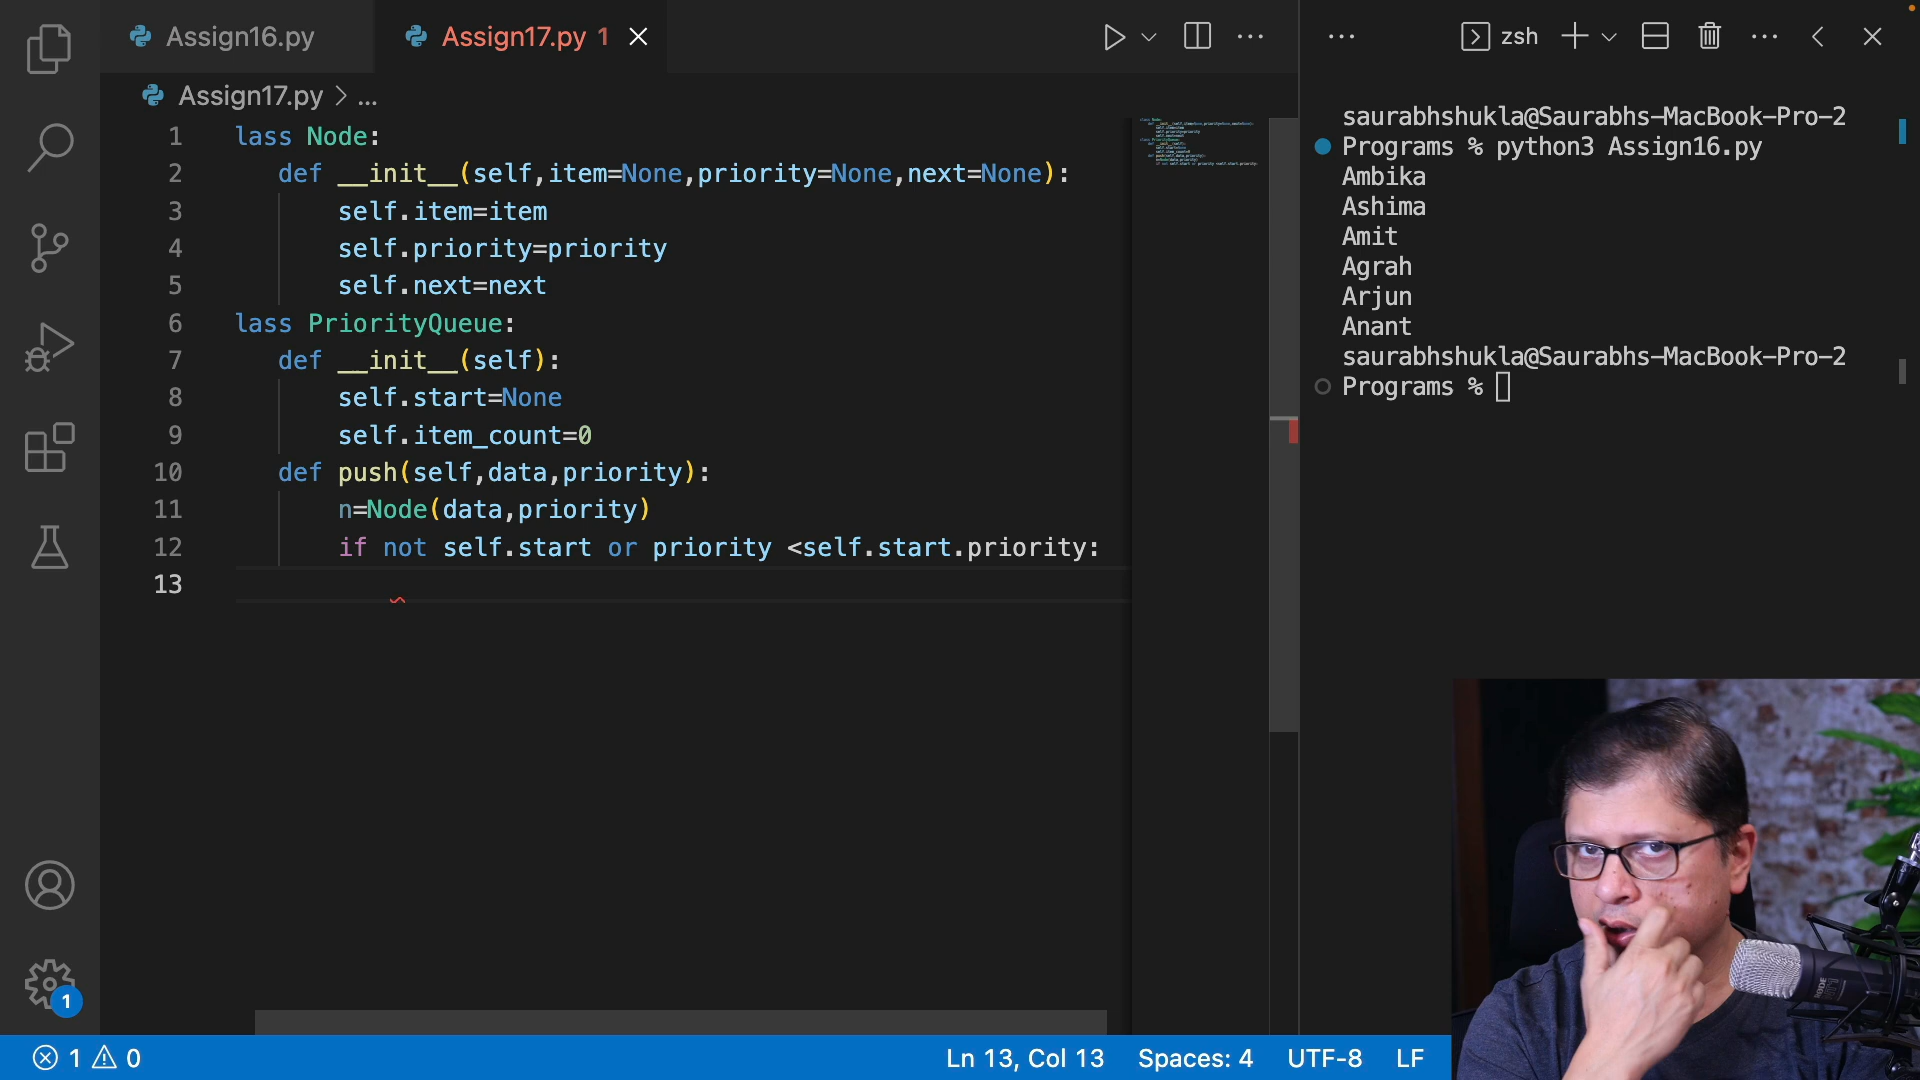 Assign16.py
Assign17.py 1
zsh
Assign17.py > ...
1 lass Node:
2 def __init__(self,item=None,priority=None,next=None):
3 self.item=item
4 self.priority=priority
5 self.next=next
6 lass PriorityQueue:
7 def __init__(self):
8 self.start=None
9 self.item_count=0
10 def push(self,data,priority):
11 n=Node(data,priority)
12 if not self.start or priority <self.start.priority:
13
saurabhshukla@Saurabhs-MacBook-Pro-2
Programs % python3 Assign16.py
Ambika
Ashima
Amit
Agrah
Arjun
Anant
saurabhshukla@Saurabhs-MacBook-Pro-2
Programs %
1
1 0
Ln 13, Col 13
Spaces: 4
UTF-8
LF
RODE